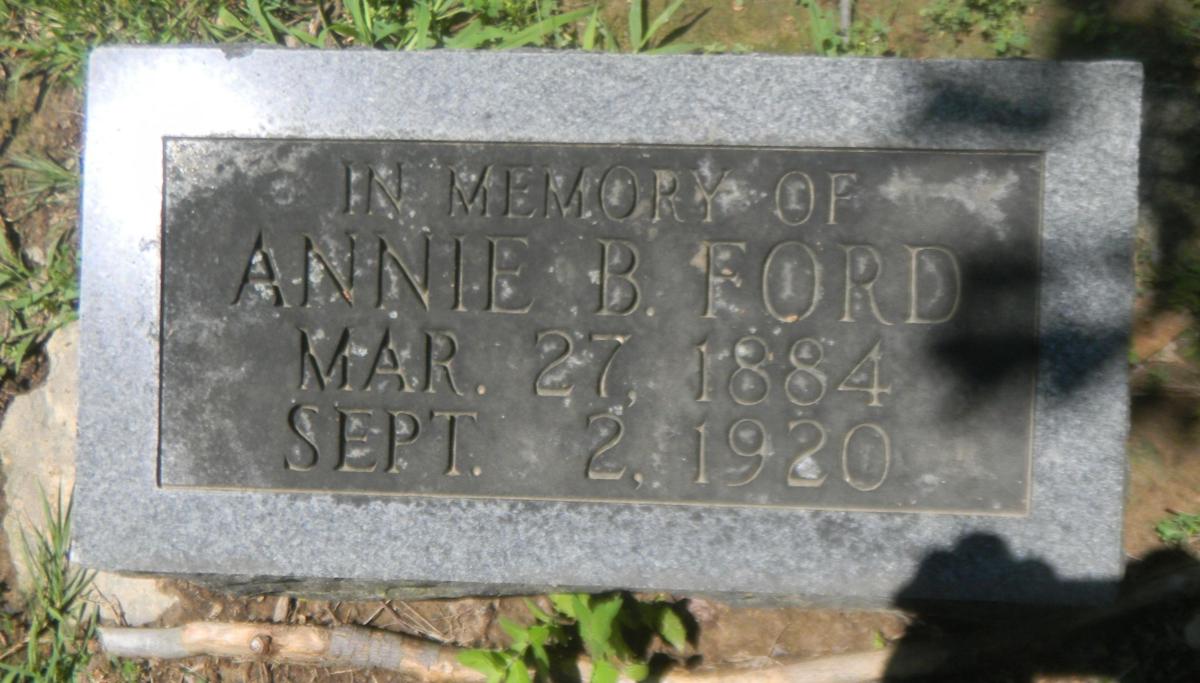 IN MEMORY OF
ANNIE B. FORD
MAR. 27, 1884
SEPT. 2, 1920